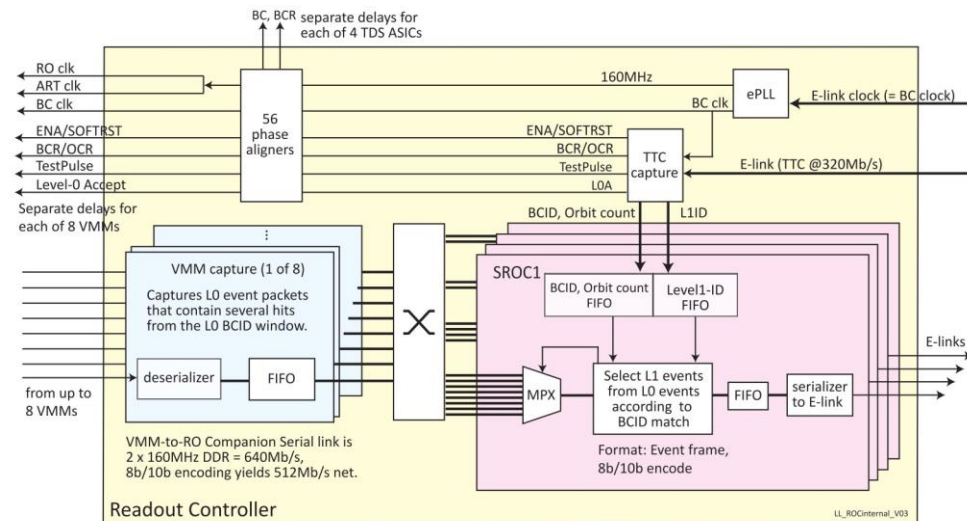 BC, BCR
separate delays for
each of 4 TDS ASICs
RO clk
ART clk
BC clk
ENA/SOFTRST
BCR/OCR
TestPulse
Level-0 Accept
Separate delays for
each of 8 VMMs
56
phase
aligners
160MHz
BC clk
ePLL
E-link clock (= BC clock)
ENA/SOFTRST
BCR/OCR
TestPulse
L0A
TTC
capture
E-link (TTC @320Mb/s)
BCID, Orbit count
L1ID
⋮
VMM capture (1 of 8)
Captures L0 event packets
that contain several hits
from the L0 BCID window.
deserializer
FIFO
from up to
8 VMMs
VMM-to-RO Companion Serial link is
2 x 160MHz DDR = 640Mb/s,
8b/10b encoding yields 512Mb/s net.
SROC1
BCID, Orbit count
FIFO
Level1-ID
FIFO
MPX
Select L1 events
from L0 events
according to
BCID match
FIFO
serializer
to E-link
E-links
Format: Event frame,
8b/10b encode
Readout Controller
LL_ROCinternal_V03